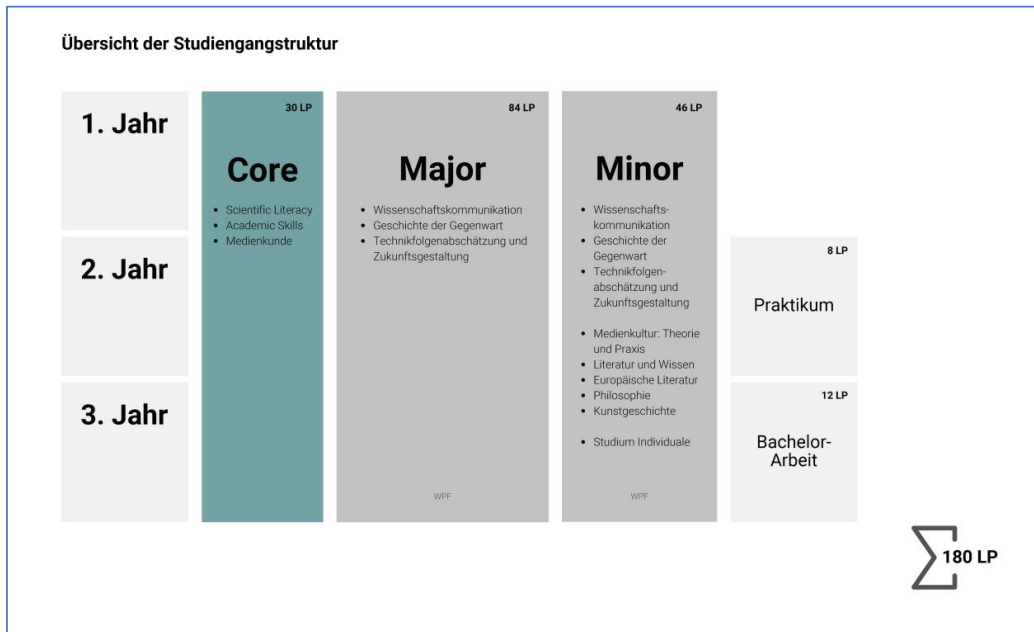 Übersicht der Studiengangstruktur
1. Jahr
2. Jahr
3. Jahr
30 LP
Core
• Scientific Literacy
• Academic Skills
• Medienkunde
84 LP
Major
• Wissenschaftskommunikation
• Geschichte der Gegenwart
• Technikfolgenabschätzung und
Zukunftsgestaltung
WPF
46 LP
Minor
• Wissenschafts-
kommunikation
• Geschichte der
Gegenwart
• Technikfolgen-
abschätzung und
Zukunftsgestaltung
• Medienkultur: Theorie
und Praxis
• Literatur und Wissen
• Europäische Literatur
• Philosophie
• Kunstgeschichte
• Studium Individuale
WPF
8 LP
Praktikum
12 LP
Bachelor-
Arbeit
∑ 180 LP